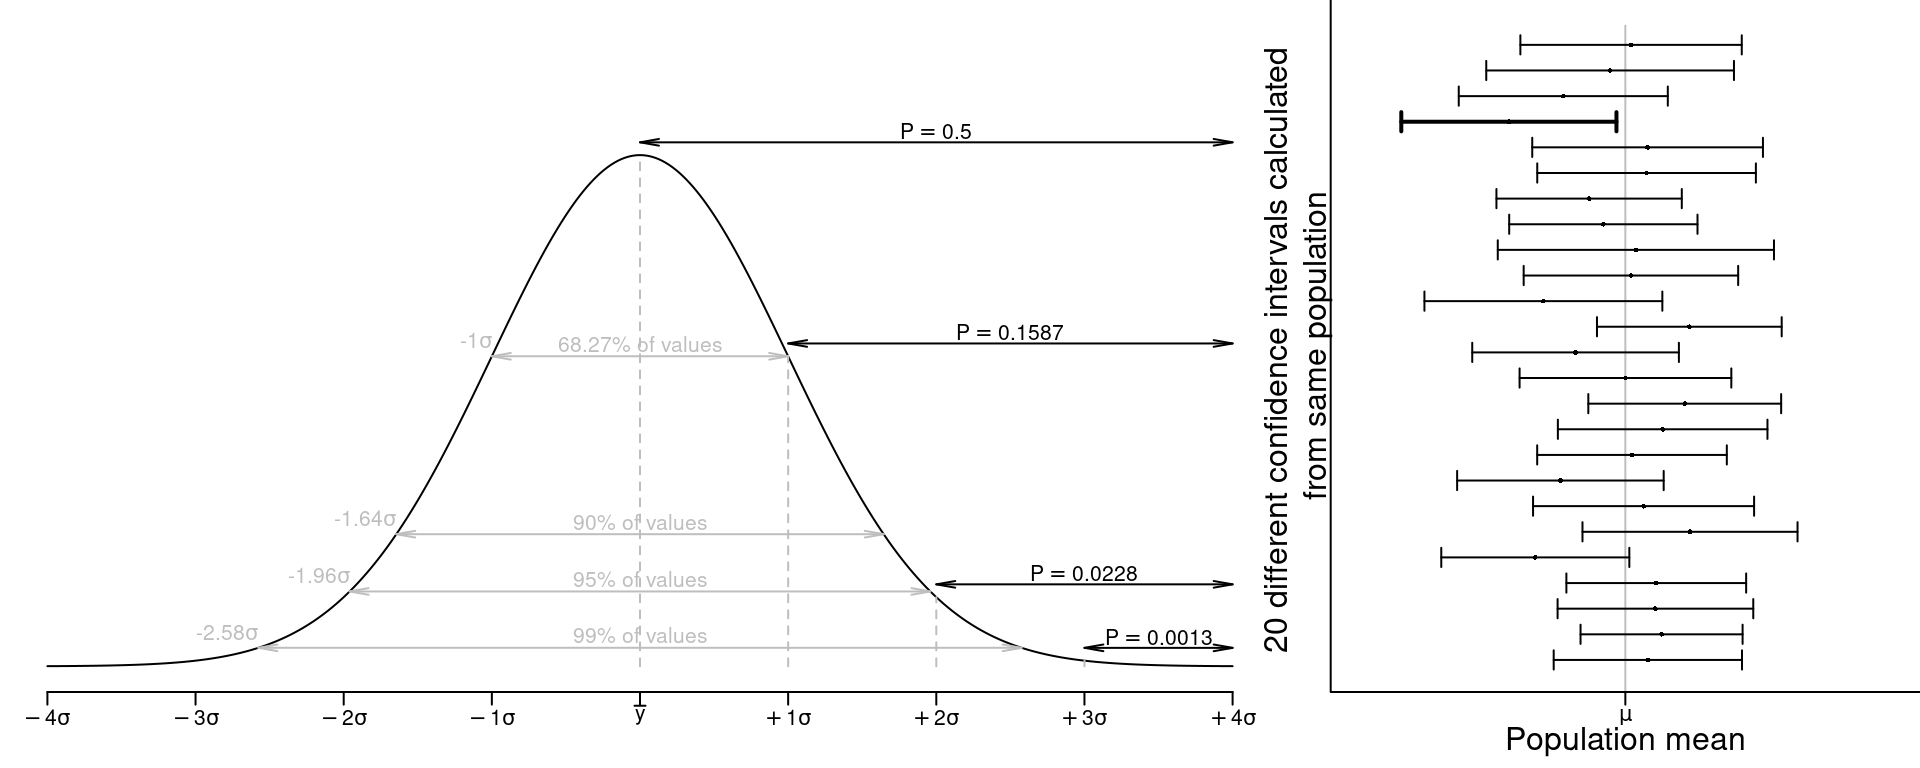 P = 0.5
P = 0.1587
-1σ
68.27% of values
-1.64σ
90% of values
-1.96σ
95% of values
P = 0.0228
-2.58σ
99% of values
P = 0.0013
−4σ
−3σ
−2σ
−1σ
y̅
+1σ
+2σ
+3σ
+4σ
20 different confidence intervals calculated
from same population
μ
Population mean